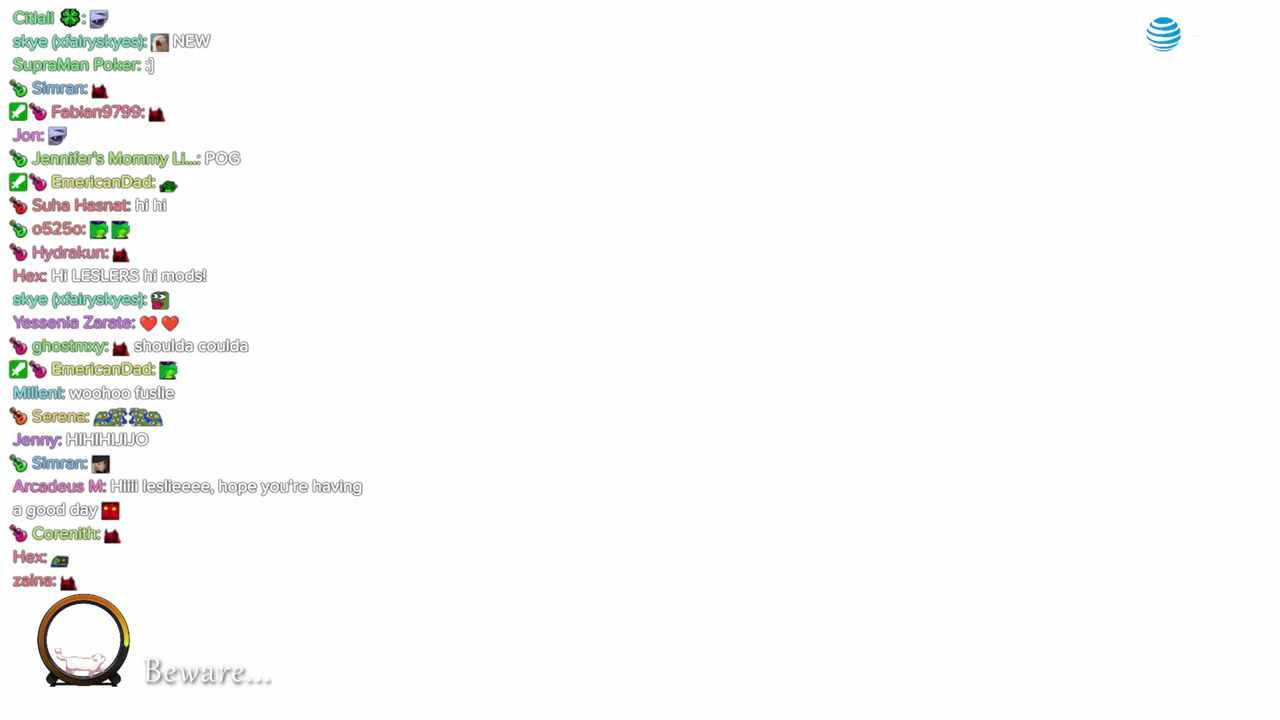 Citlali 🍀:
skye (xfairyskyes): NEW
SupraMan Poker: :]
Simran:
Fabian9799:
Jon:
Jennifer's Mommy Li...: POG
EmericanDad:
Suha Hasnat: hi hi
o525o:
Hydrakun:
Hex: Hi LESLERS hi mods!
skye (xfairyskyes):
Yessenia Zarate: ❤️ ❤️
ghostmxy: shoulda coulda
EmericanDad:
Milleni: woohoo fuslie
Serena:
Jenny: HIHIHIJIJO
Simran:
Arcadeus M: Hiiii leslieeee, hope you're having
a good day
Corenith:
Hex:
zaina:
Beware...